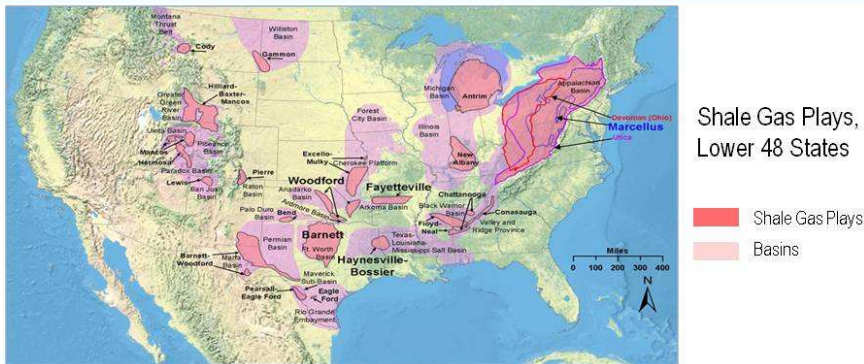 Montana
Thrust
Belt
Cody
Williston
Basin
Gammon
Hilliard-
Baxter-
Mancos
Greater
Green
River
Basin
Uinta Basin
Piceance
Basin
Mancos
Hermosa
Paradox Basin
Lewis
San Juan
Basin
Pierre
Raton
Basin
Forest
City Basin
Excello-
Mulky
Cherokee Platform
Woodford
Anadarko
Basin
Ardmore Basin
Arkoma Basin
Fayetteville
Palo Duro
Basin
Bend
Barnett
Ft. Worth
Basin
Permian
Basin
Barnett-
Woodford
Marfa
Basin
Maverick
Sub-Basin
Pearsall-
Eagle Ford
Eagle
Ford
Rio Grande
Embayment
Haynesville-
Bossier
Texas-
Louisiana-
Mississippi Salt Basin
Michigan
Basin
Antrim
Illinois
Basin
New
Albany
Appalachian
Basin
Devonian (Ohio)
Marcellus
Utica
Chattanooga
Black Warrior
Basin
Floyd-
Neal
Conasauga
Valley and
Ridge Province
Miles
0 100 200 300 400
N
Shale Gas Plays,
Lower 48 States
Shale Gas Plays
Basins